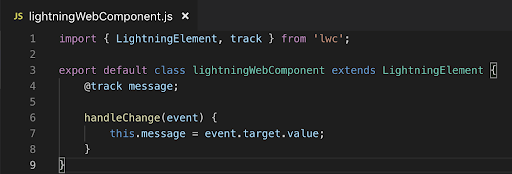 JS lightningWebComponent.js ×
1 import { LightningElement, track } from 'lwc';
2
3 export default class lightningWebComponent extends LightningElement {
4     @track message;
5
6     handleChange(event) {
7         this.message = event.target.value;
8     }
9 }